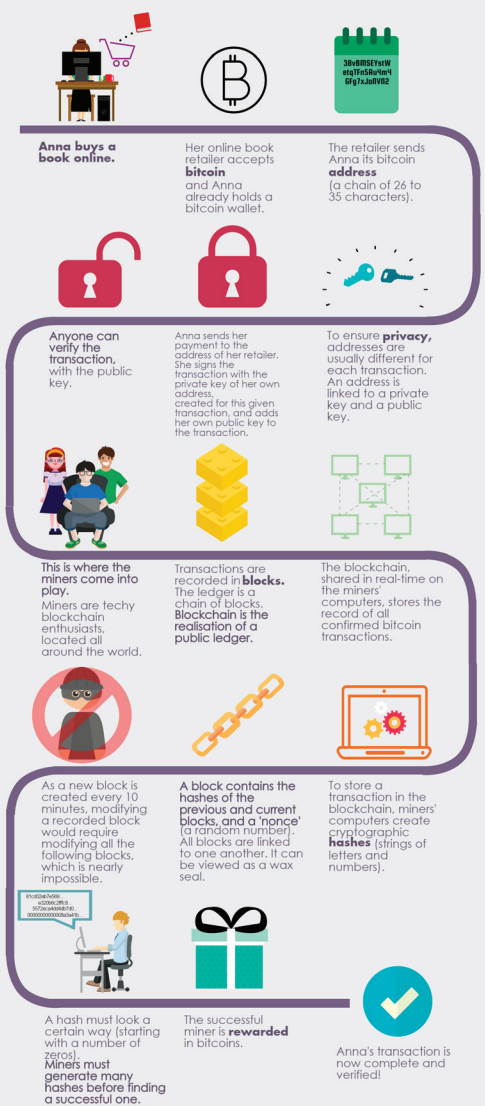 3BvBMSEYstW
etqTFn5Au4m4
GFg7xJaNVN2
Anna buys a
book online.
Her online book
retailer accepts
bitcoin
and Anna
already holds a
bitcoin wallet.
The retailer sends
Anna its bitcoin
address
(a chain of 26 to
35 characters).
To ensure privacy,
addresses are
usually different for
each transaction.
An address is
linked to a private
key and a public
key.
Anna sends her
payment to the
address of her retailer.
She signs the
transaction with the
private key of her own
address,
created for this given
transaction, and adds
her own public key to
the transaction.
Anyone can
verify the
transaction,
with the public
key.
This is where the
miners come into
play.
Miners are techy
blockchain
enthusiasts,
located all
around the world.
Transactions are
recorded in blocks.
The ledger is a
chain of blocks.
Blockchain is the
realisation of a
public ledger.
The blockchain,
shared in real-time on
the miners'
computers, stores the
record of all
confirmed bitcoin
transactions.
To store a
transaction in the
blockchain, miners'
computers create
cryptographic
hashes (strings of
letters and
numbers).
A block contains the
hashes of the
previous and current
blocks, and a 'nonce'
(a random number).
All blocks are linked
to one another. It can
be viewed as a wax
seal.
As a new block is
created every 10
minutes, modifying
a recorded block
would require
modifying all the
following blocks,
which is nearly
impossible.
A hash must look a
certain way (starting
with a number of
zeros).
Miners must
generate many
hashes before finding
a successful one.
The successful
miner is rewarded
in bitcoins.
Anna's transaction is
now complete and
verified!